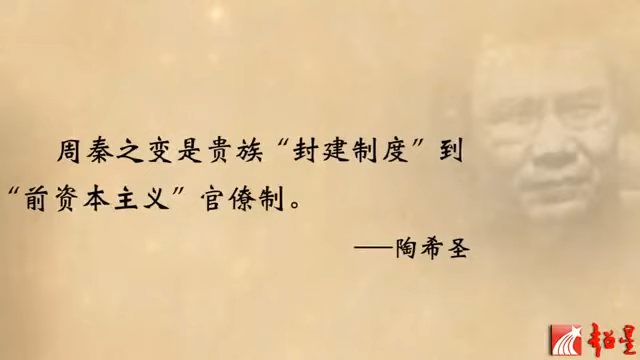 周秦之变是贵族“封建制度”到
“前资本主义”官僚制。
——陶希圣
超星